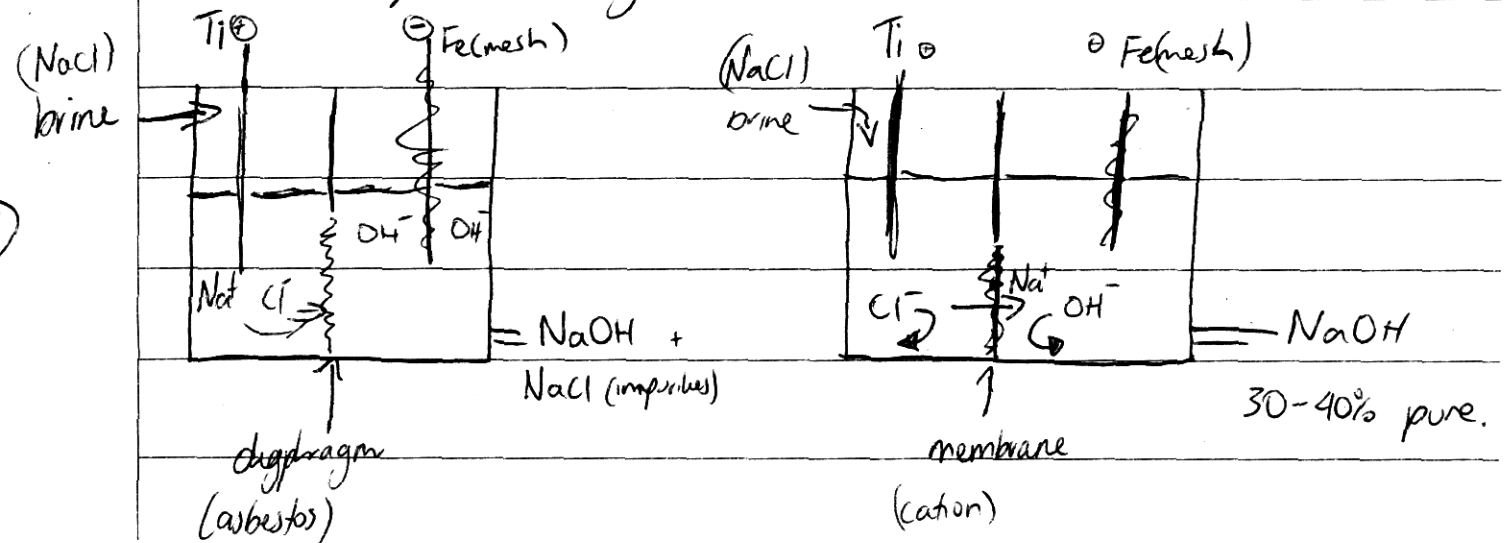 Ti ⊕
⊖ Fe(mesh)
(NaCl)
brine
OH⁻ OH⁻
Na⁺ Cl⁻
= NaOH +
NaCl (impurities)
diaphragm
(asbestos)
Ti ⊕
⊖ Fe(mesh)
(NaCl)
brine
Na⁺
Cl⁻ OH⁻
NaOH
30-40% pure.
membrane
(cation)